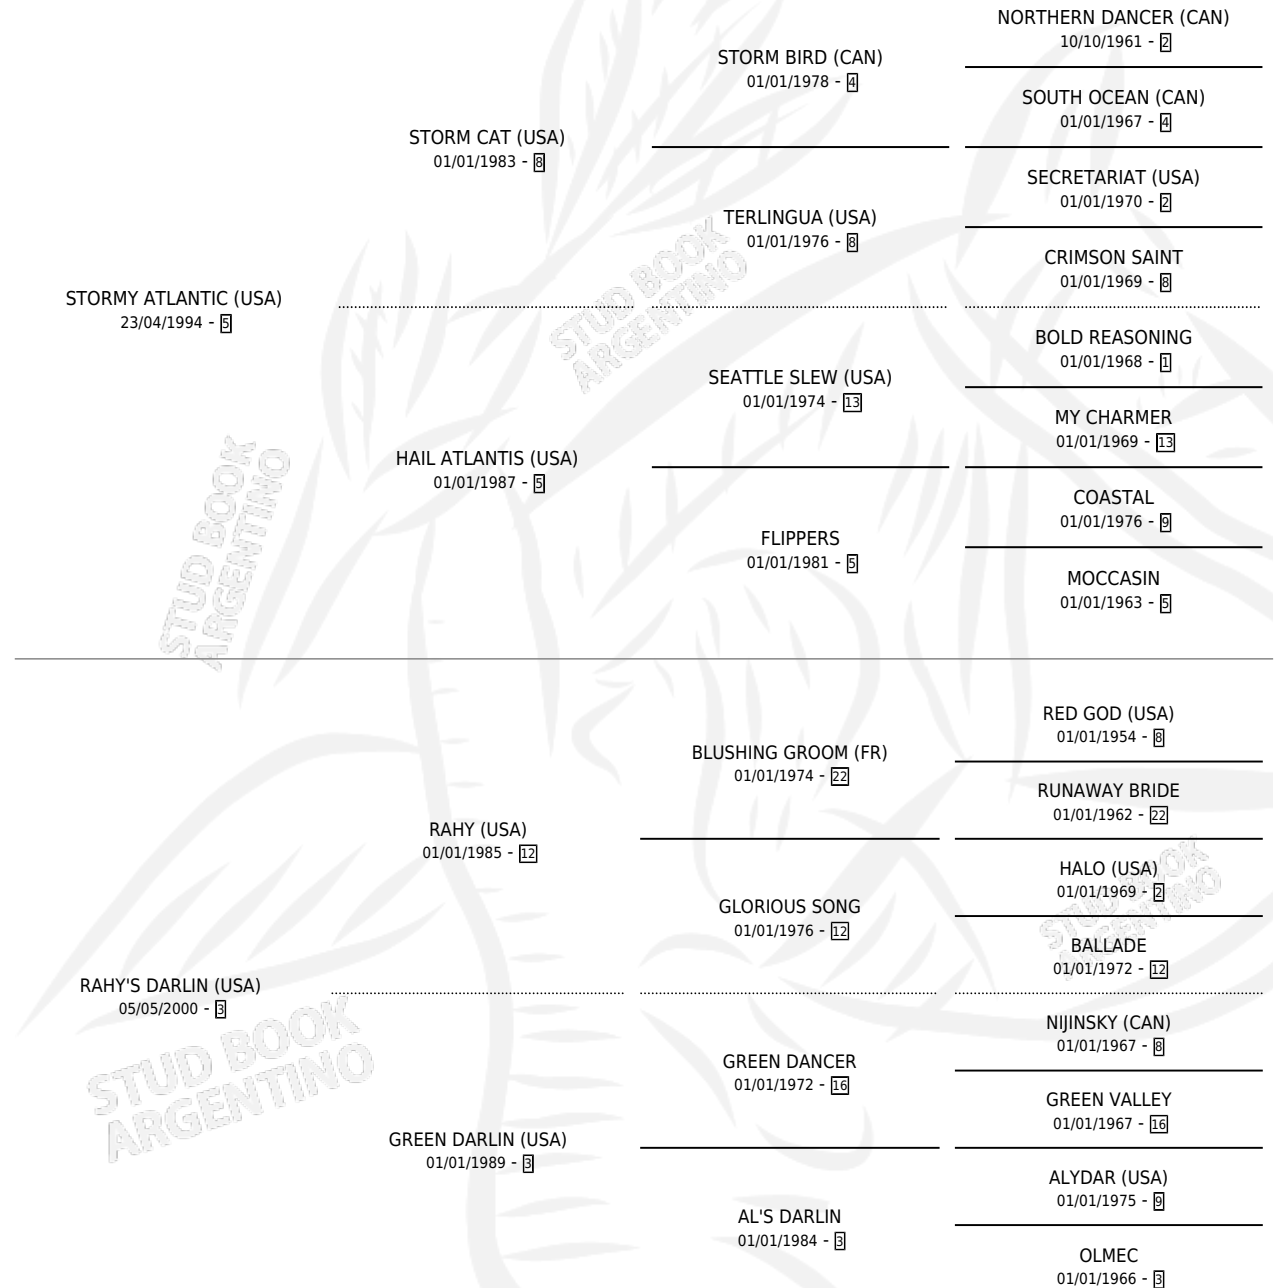 NORTHERN DANCER (CAN)
10/10/1961 - 2
STORM BIRD (CAN)
01/01/1978 - 4
SOUTH OCEAN (CAN)
01/01/1967 - 4
STORM CAT (USA)
01/01/1983 - 8
SECRETARIAT (USA)
01/01/1970 - 2
TERLINGUA (USA)
01/01/1976 - 8
CRIMSON SAINT
01/01/1969 - 8
STORMY ATLANTIC (USA)
23/04/1994 - 5
STUD BOOK
ARGENTINO
BOLD REASONING
01/01/1968 - 1
SEATTLE SLEW (USA)
01/01/1974 - 13
MY CHARMER
01/01/1969 - 13
HAIL ATLANTIS (USA)
01/01/1987 - 5
COASTAL
01/01/1976 - 9
FLIPPERS
01/01/1981 - 5
MOCCASIN
01/01/1963 - 5
STUD BOOK
ARGENTINO
RED GOD (USA)
01/01/1954 - 8
BLUSHING GROOM (FR)
01/01/1974 - 22
RUNAWAY BRIDE
01/01/1962 - 22
RAHY (USA)
01/01/1985 - 12
HALO (USA)
01/01/1969 - 2
GLORIOUS SONG
01/01/1976 - 12
BALLADE
01/01/1972 - 12
STUD BOOK
ARGENTINO
RAHY'S DARLIN (USA)
05/05/2000 - 3
NIJINSKY (CAN)
01/01/1967 - 8
GREEN DANCER
01/01/1972 - 16
GREEN VALLEY
01/01/1967 - 16
STUD BOOK
ARGENTINO
GREEN DARLIN (USA)
01/01/1989 - 3
ALYDAR (USA)
01/01/1975 - 9
AL'S DARLIN
01/01/1984 - 3
OLMEC
01/01/1966 - 3